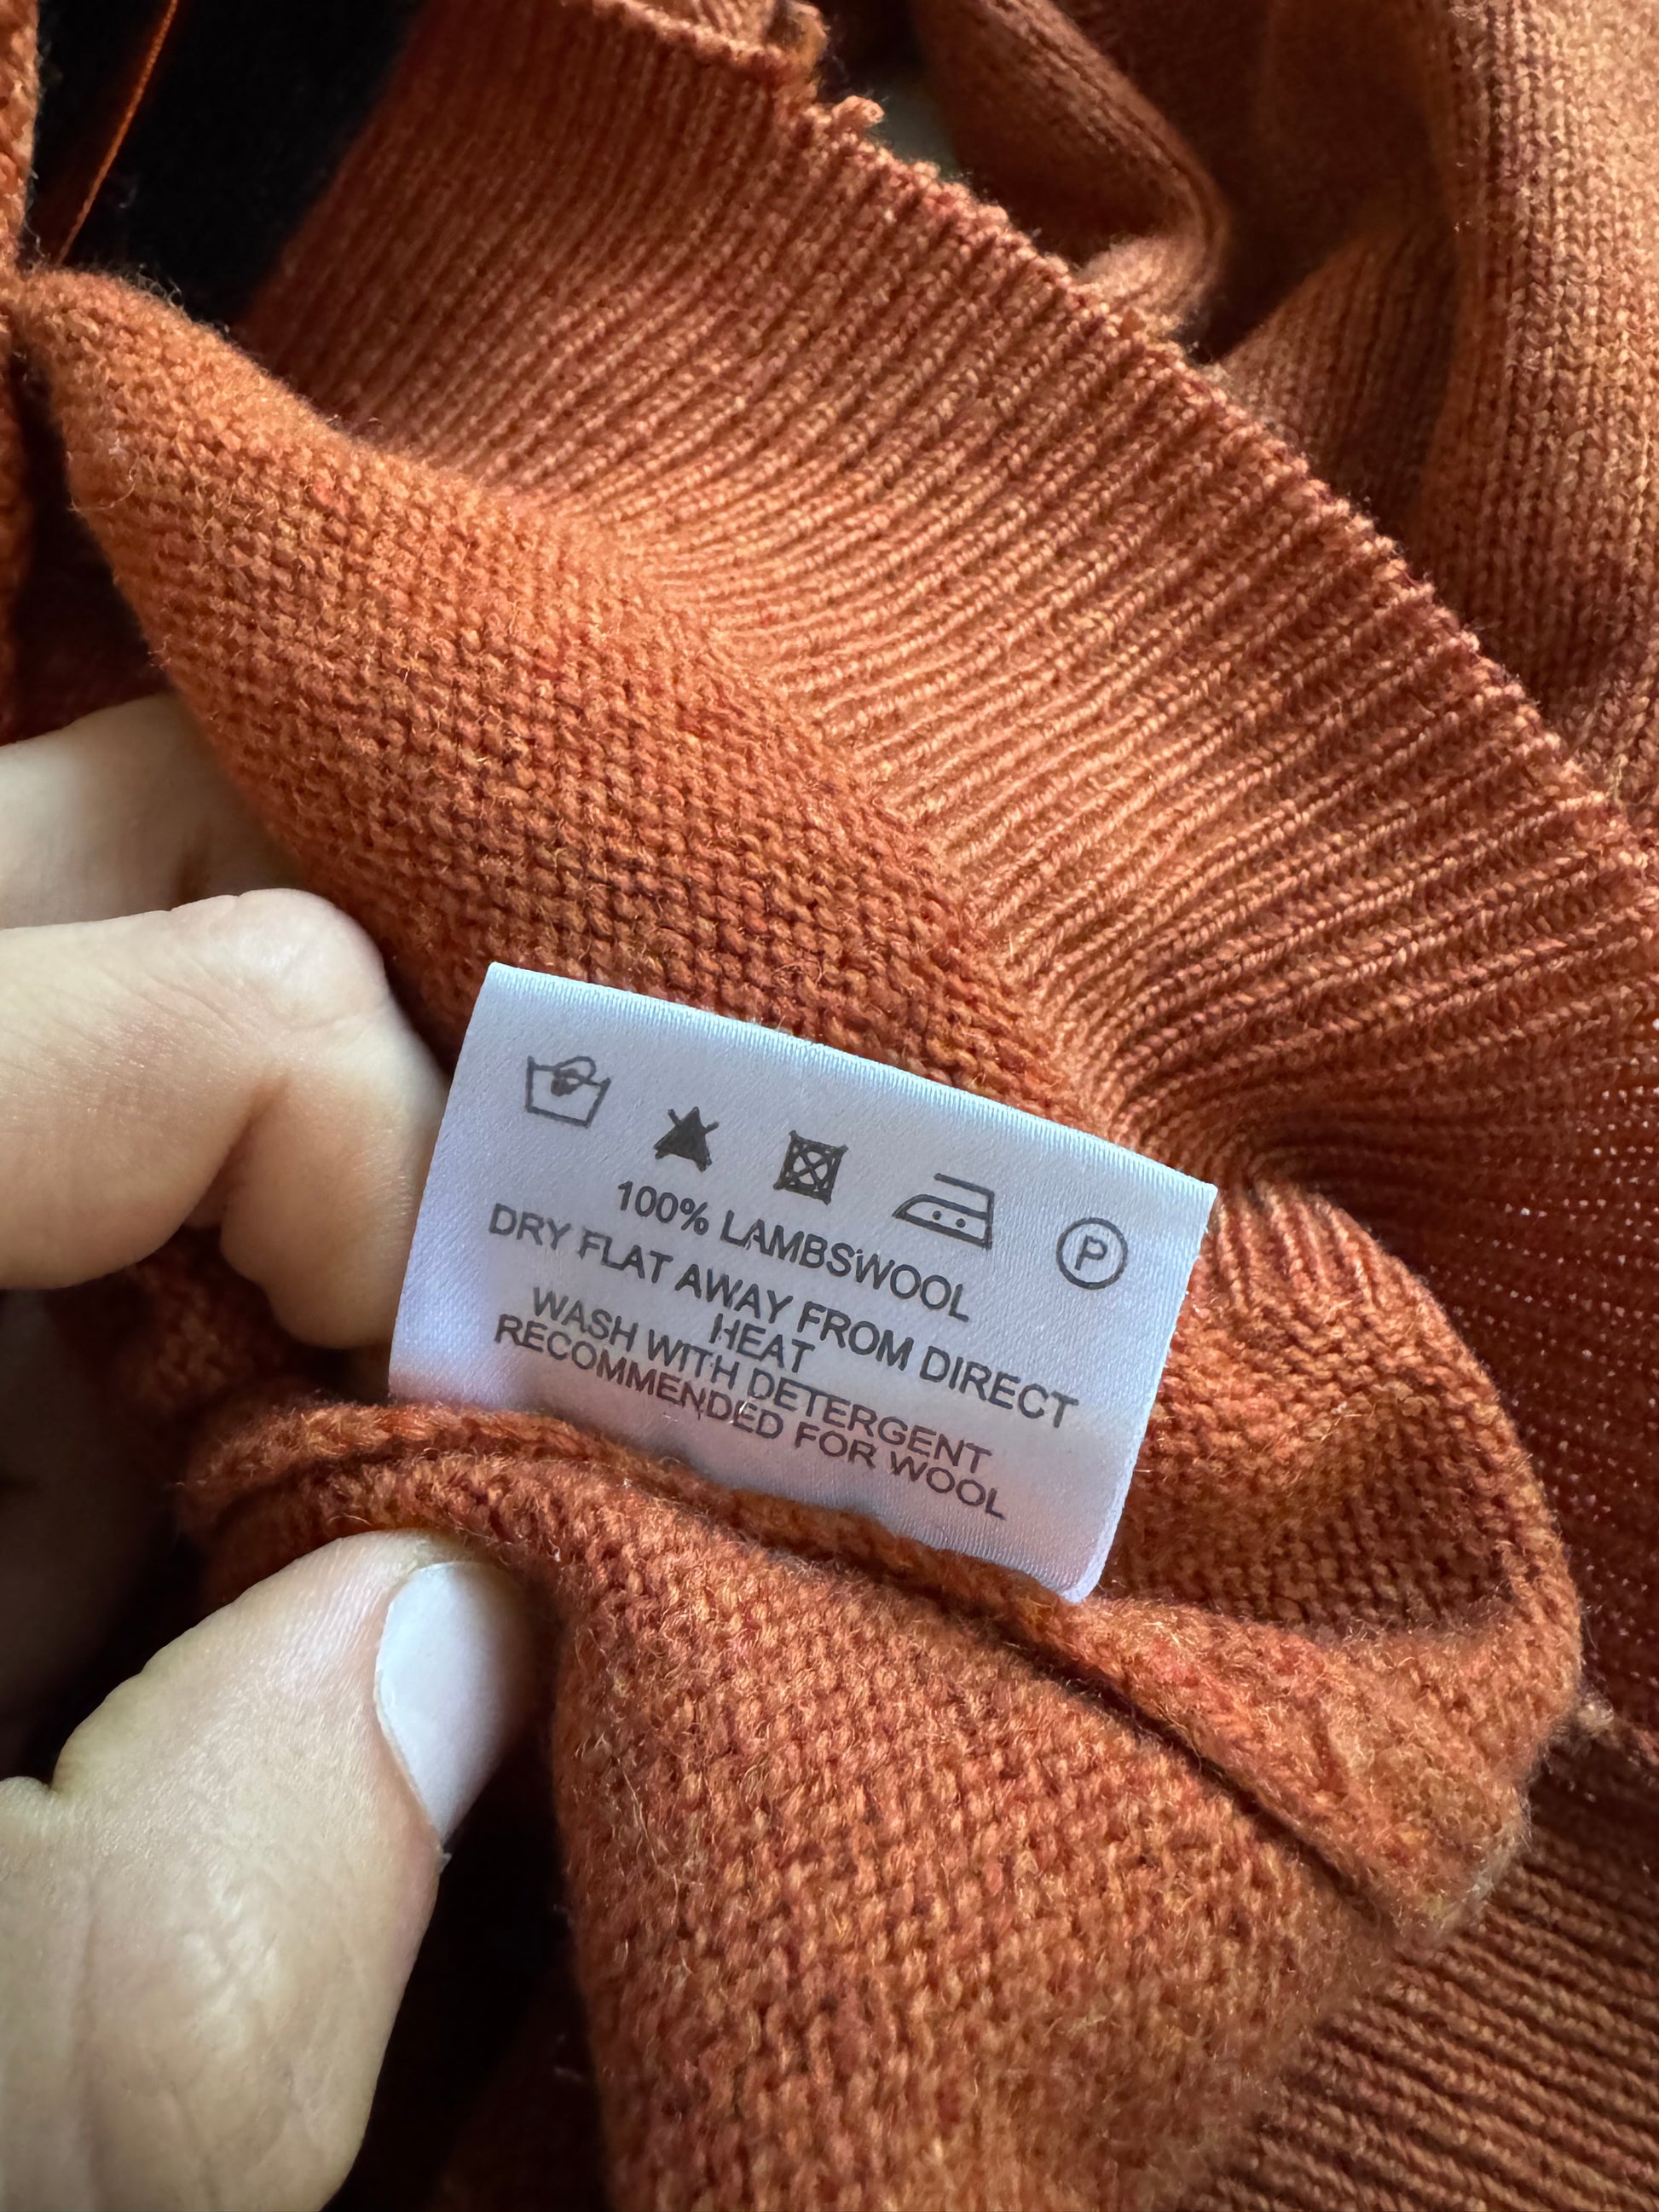 P
100% LAMBSWOOL
DRY FLAT AWAY FROM DIRECT
HEAT
WASH WITH DETERGENT
RECOMMENDED FOR WOOL